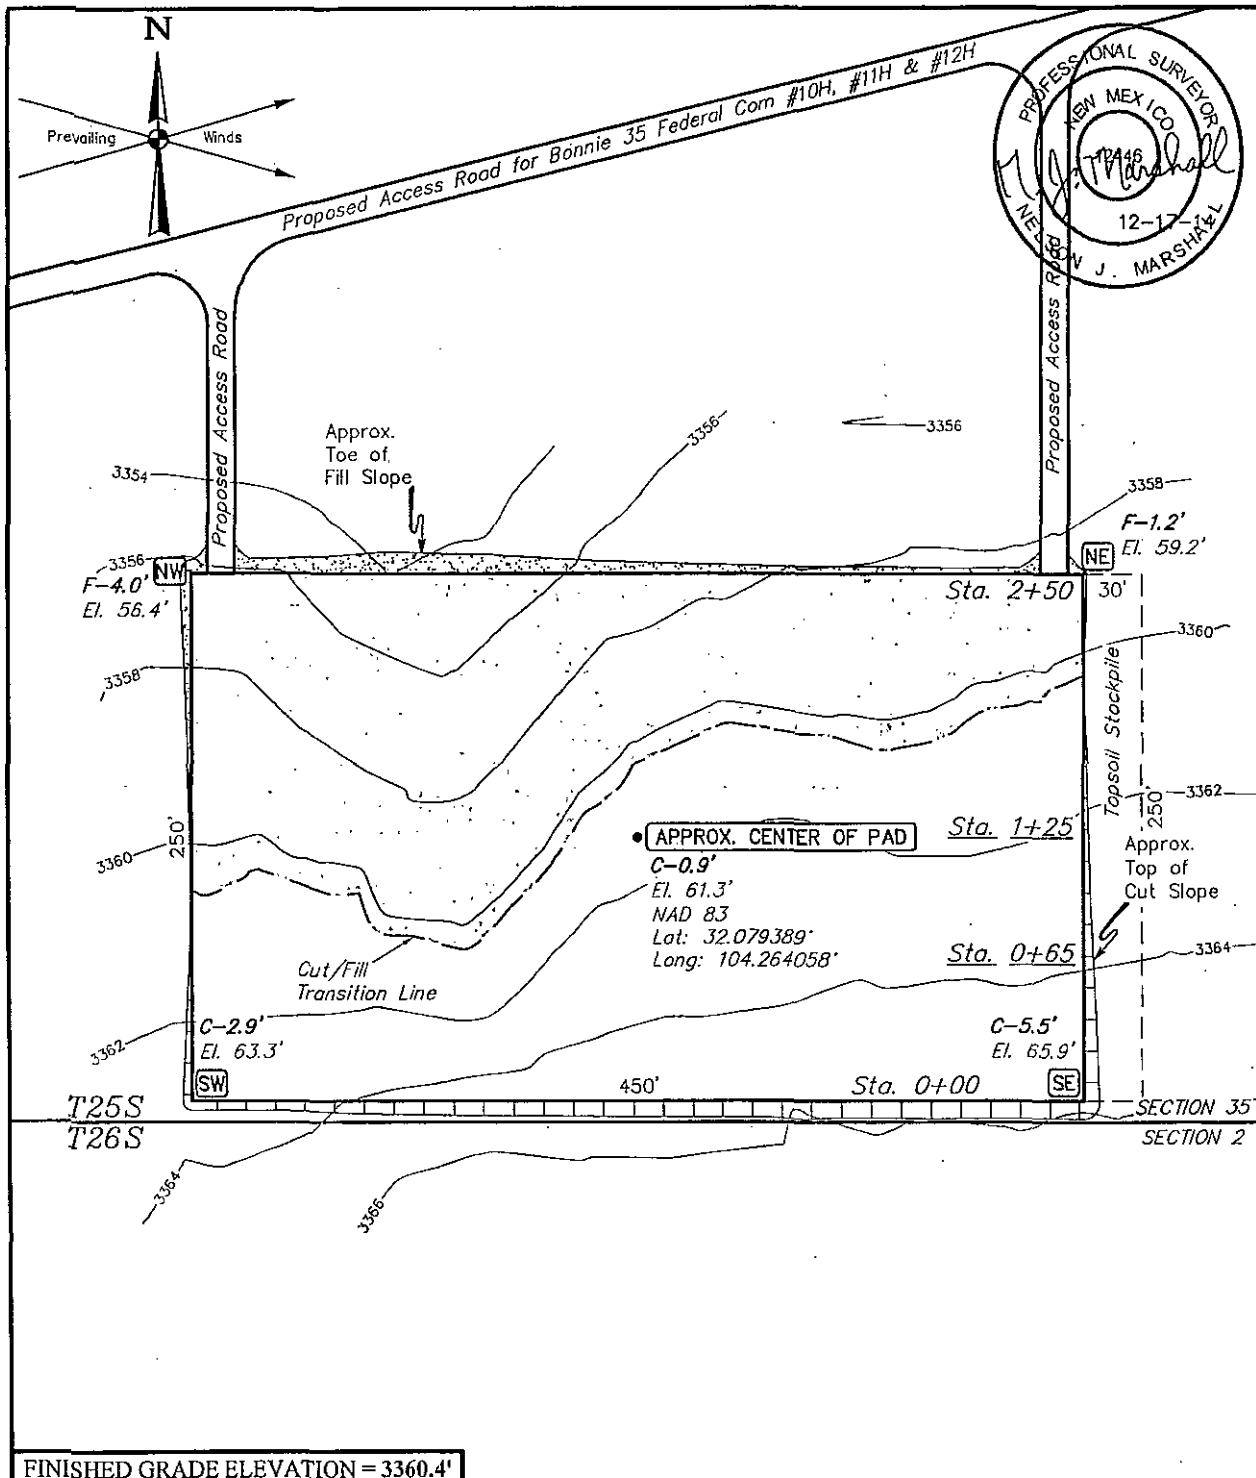 N
Prevailing Winds
Proposed Access Road for Bonnie 35 Federal Com #10H, #11H & #12H
PROFESSIONAL SURVEYOR
NEW MEXICO
12446
N. J. Marshall
NELSON J. MARSHALL
Proposed Access Road
Proposed Access Road
Approx.
Toe of
Fill Slope
3356
3356
3354
3358
F-1.2'
El. 59.2'
3356
NW
F-4.0'
El. 56.4'
NE
Sta. 2+50
30'
3360
3358
Topsoil Stockpile
3362
250'
250'
APPROX. CENTER OF PAD
Sta. 1+25
3360
C-0.9'
El. 61.3'
NAD 83
Lat: 32.079389°
Long: 104.264058°
Approx.
Top of
Cut Slope
Sta. 0+65
3364
Cut/Fill
Transition Line
C-2.9'
El. 63.3'
C-5.5'
El. 65.9'
3362
SW
450'
Sta. 0+00
SE
T25S
SECTION 35
T26S
SECTION 2
3364
3366
FINISHED GRADE ELEVATION = 3360.4'